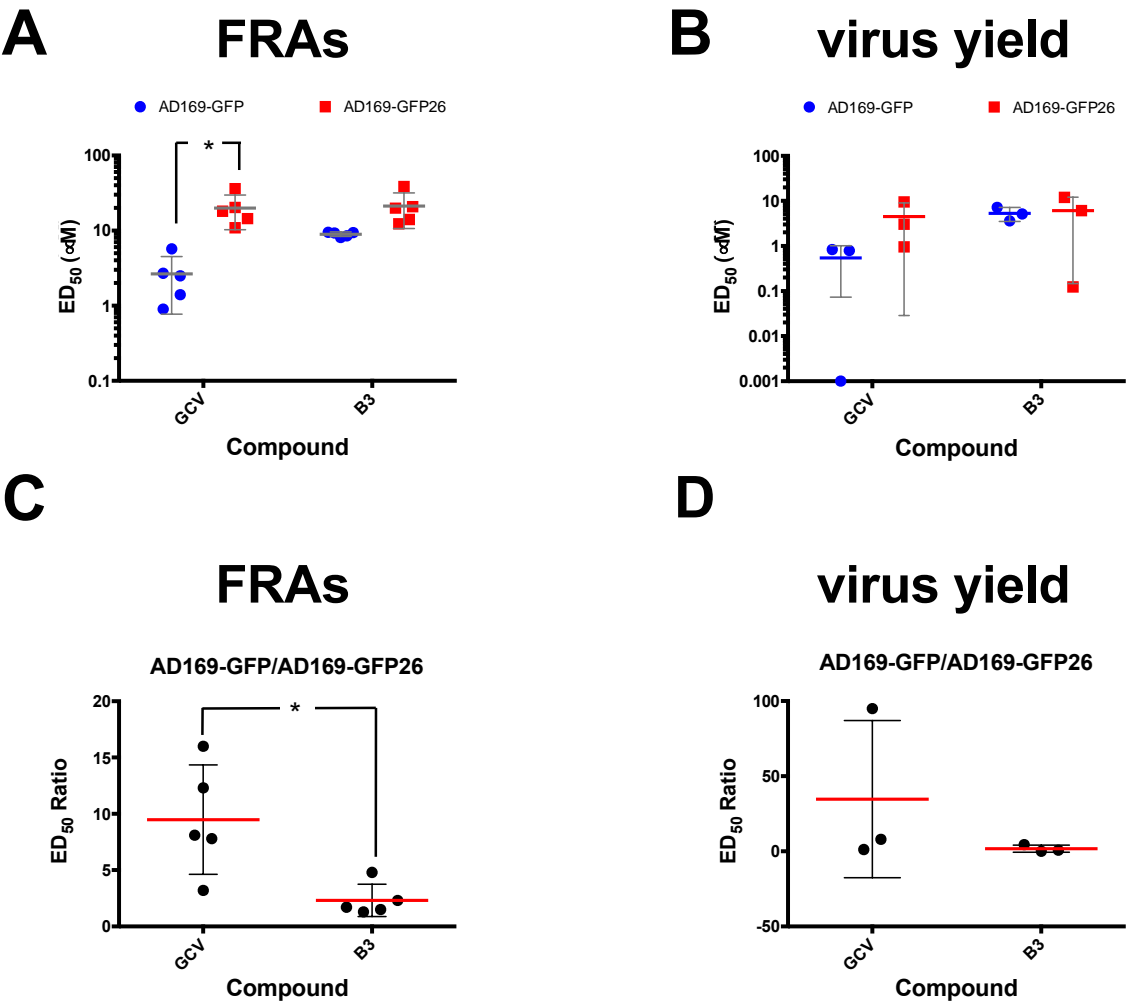 A
FRAs
AD169-GFP
AD169-GFP26
*
100
10
1
0.1
ED50 (αM)
GCV
B3
Compound
B
virus yield
AD169-GFP
AD169-GFP26
100
10
1
0.1
0.01
0.001
ED50 (αM)
GCV
B3
Compound
C
FRAs
AD169-GFP/AD169-GFP26
*
20
15
10
5
0
ED50 Ratio
GCV
B3
Compound
D
virus yield
AD169-GFP/AD169-GFP26
100
50
0
-50
ED50 Ratio
GCV
B3
Compound